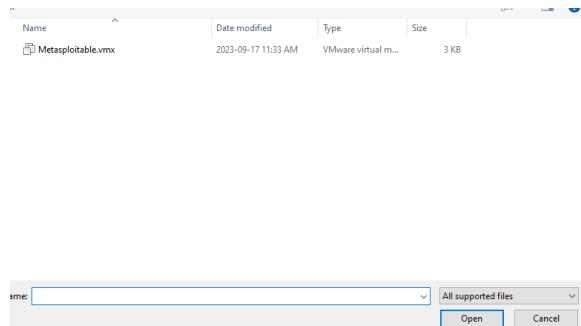 Name Date modified Type Size
Metasploitable.vmx 2023-09-17 11:33 AM VMware virtual m... 3 KB
ame: All supported files
Open Cancel